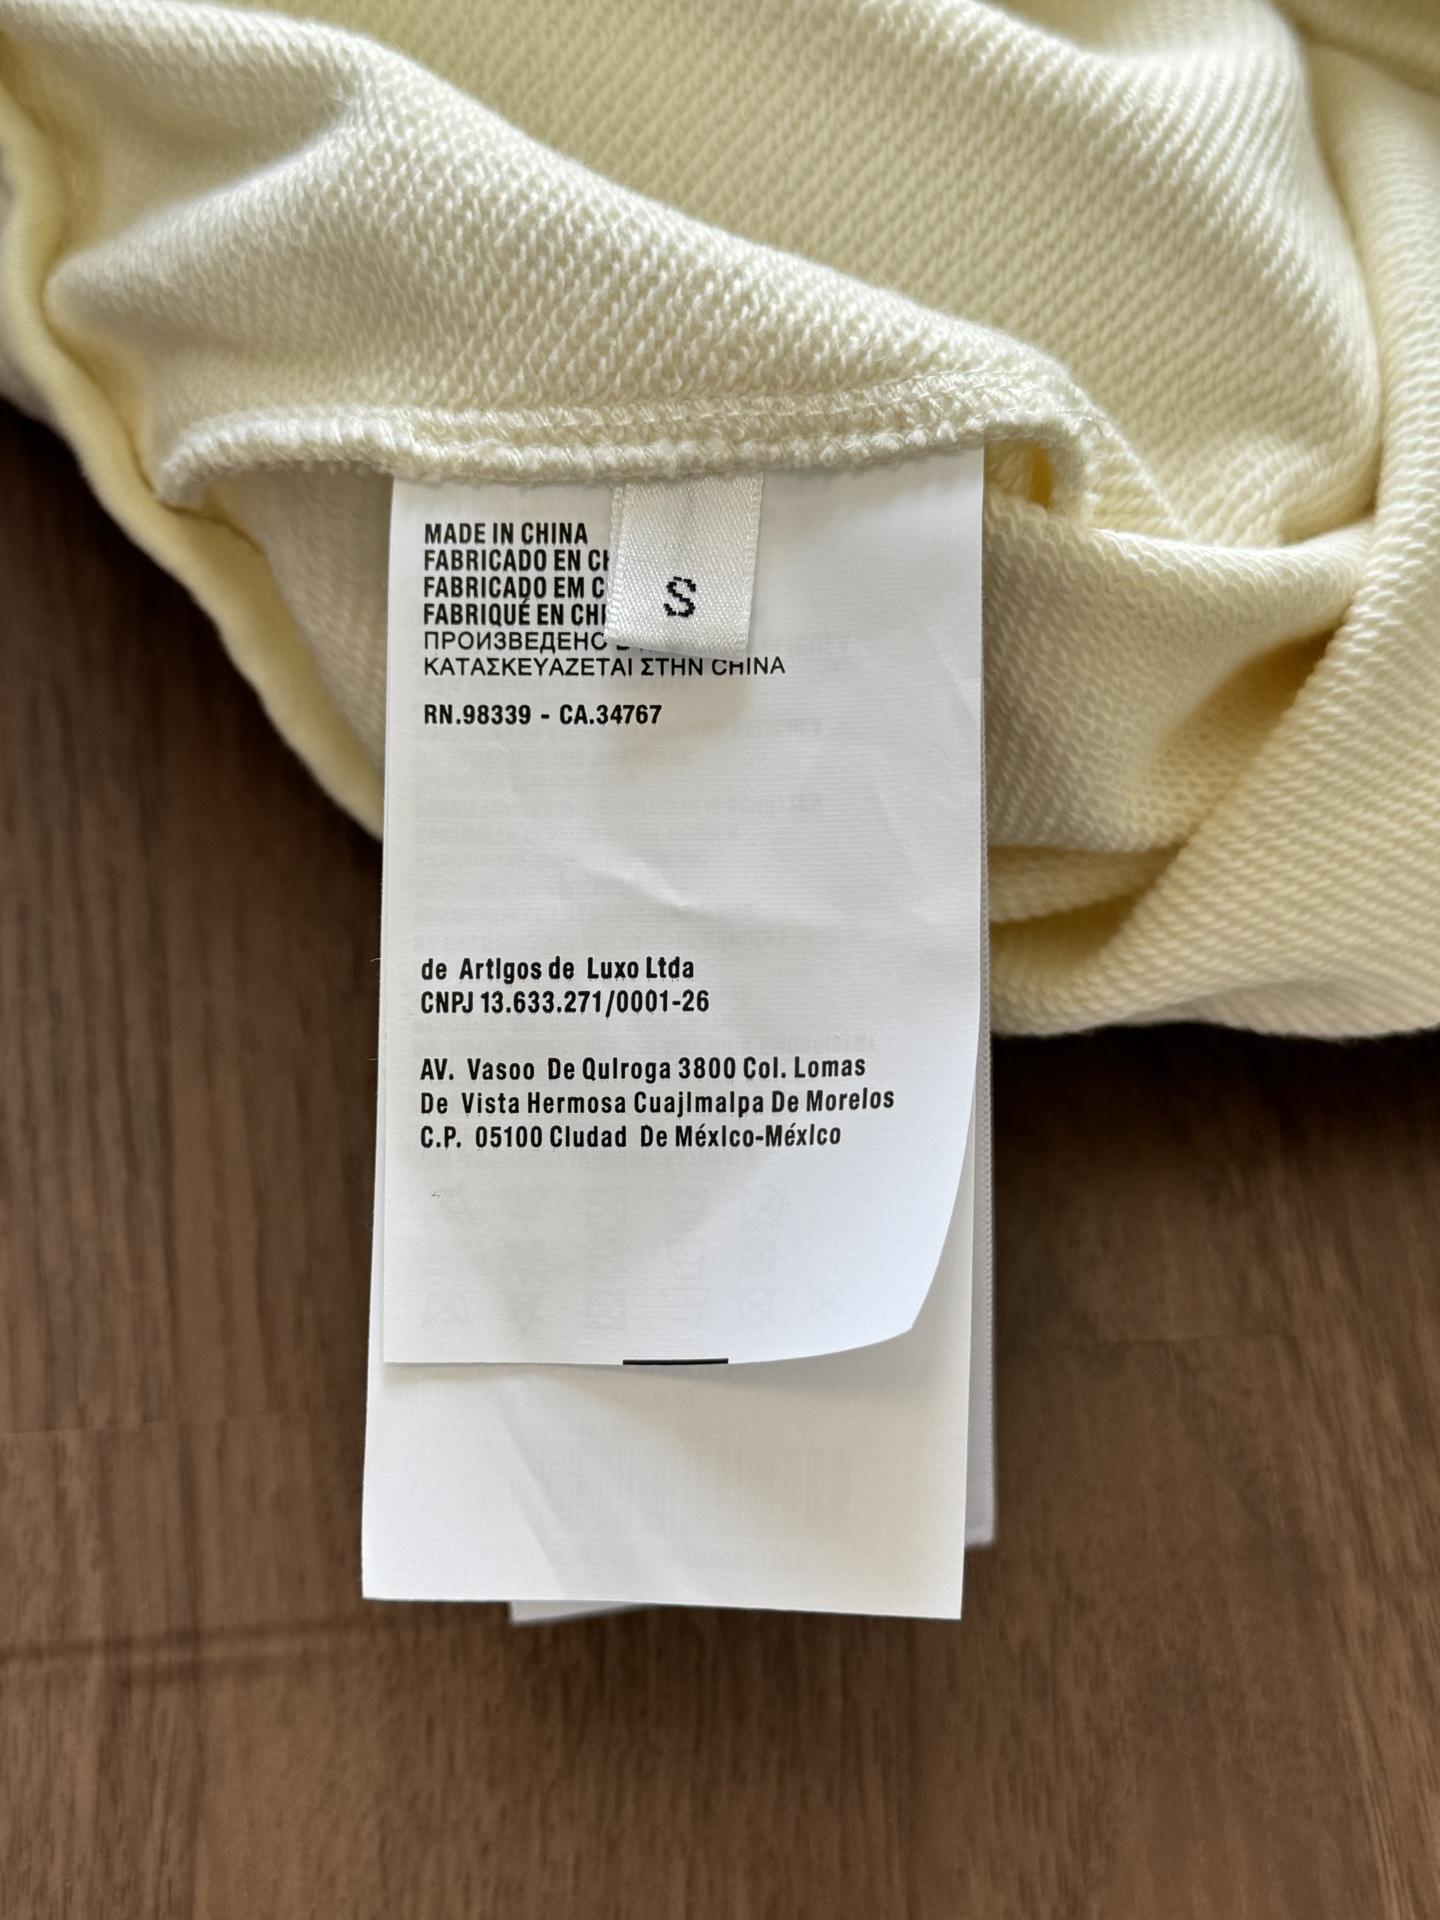 MADE IN CHINA
FABRICADO EN
FABRICADO EM
FABRIQUÉ EN
S
ПРОИЗВЕДЕНО
ΚΑΤΑΣΚΕΥΑΖΕΤΑΙ ΣΤΗΝ CHINA
RN.98339 - CA.34767
de ArtIgos de Luxo Ltda
CNPJ 13.633.271/0001-26
AV. Vasoo De QuIroga 3800 Col. Lomas
De Vista Hermosa CuajImalpa De Morelos
C.P. 05100 CIudad De MéxIco-MéxIco